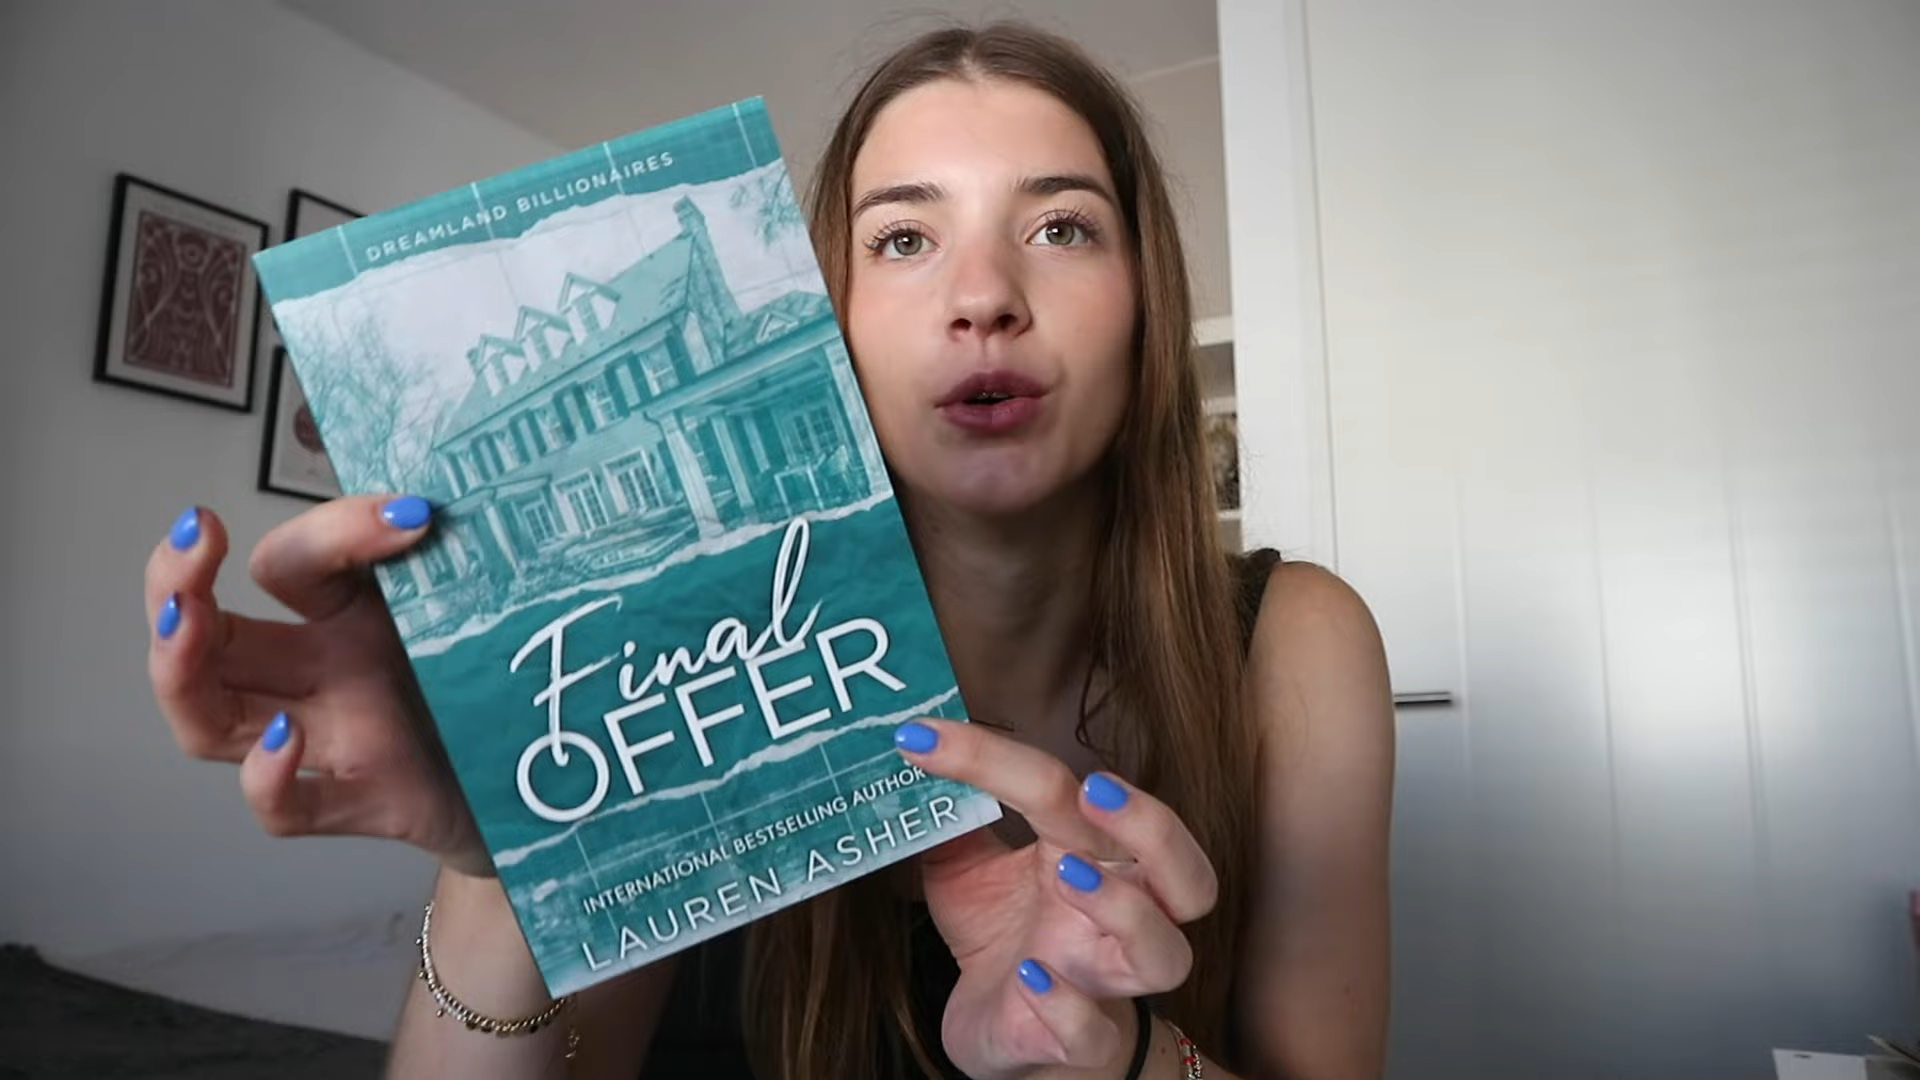 DREAMLAND BILLIONAIRES
Final
OFFER
INTERNATIONAL BESTSELLING AUTHOR
LAUREN ASHER